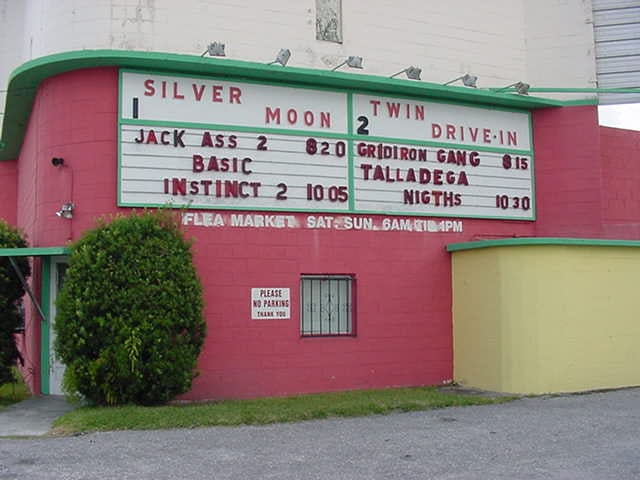 SILVER MOON
1
JACK ASS 2 8 20
BASIC
INSTINCT 2 10 05
TWIN DRIVE-IN
2
GRIDIRON GANG 8 15
TALLADEGA
NIGTHS 10 30
FLEA MARKET SAT-SUN. 6AM TIL 4PM
PLEASE
NO PARKING
THANK YOU